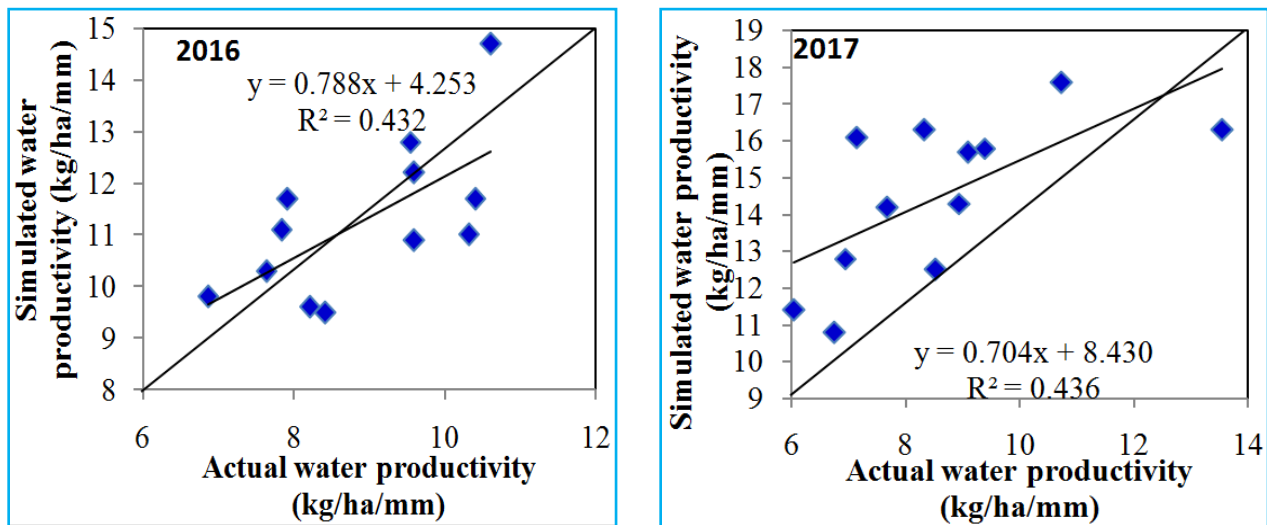 2016
y = 0.788x + 4.253
R² = 0.432
Simulated water
productivity (kg/ha/mm)
15
14
13
12
11
10
9
8
6
8
10
12
Actual water productivity
(kg/ha/mm)
2017
Simulated water productivity
(kg/ha/mm)
19
18
17
16
15
14
13
12
11
10
9
y = 0.704x + 8.430
R² = 0.436
6
8
10
12
14
Actual water productivity
(kg/ha/mm)